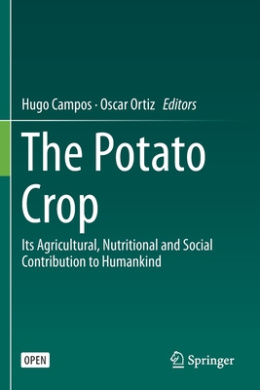 Hugo Campos · Oscar Ortiz Editors
The Potato
Crop
Its Agricultural, Nutritional and Social
Contribution to Humankind
OPEN
Springer